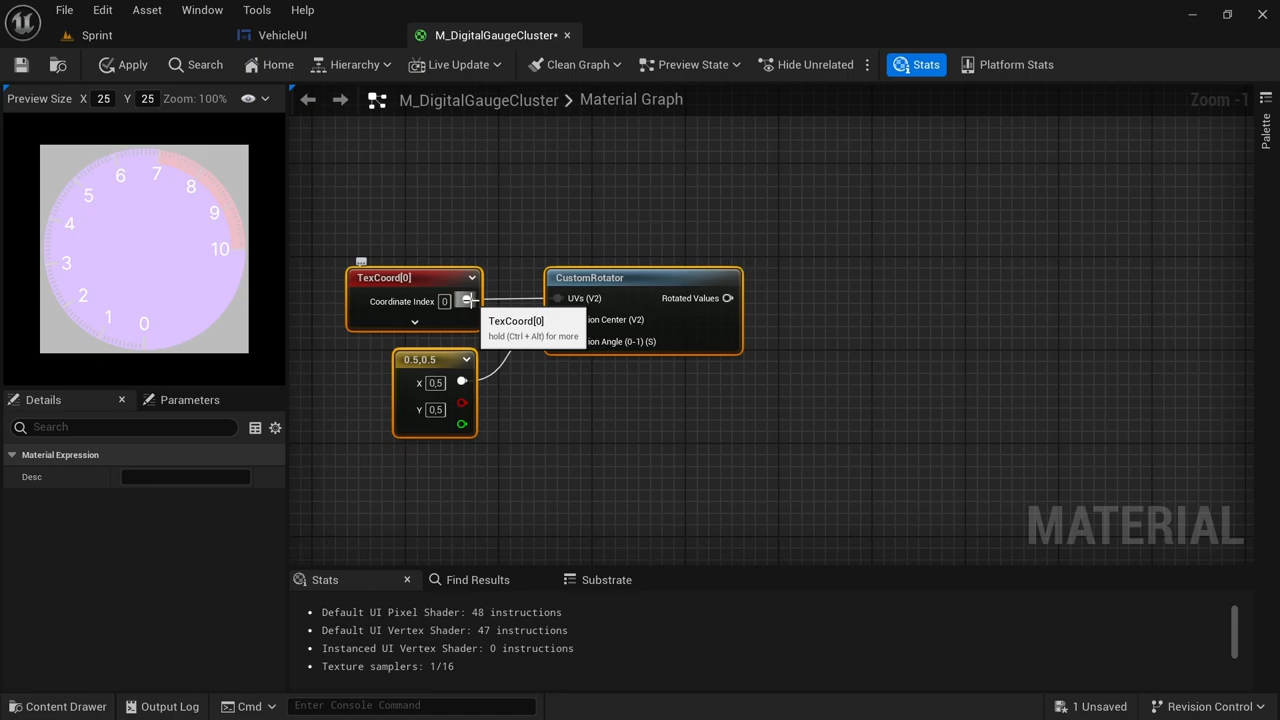 File Edit Asset Window Tools Help
Sprint VehicleUI M_DigitalGaugeCluster*
Apply Search Home Hierarchy Live Update Clean Graph Preview State Hide Unrelated Stats Platform Stats
Preview Size X 25 Y 25 Zoom: 100%
M_DigitalGaugeCluster Material Graph Zoom -1
Palette
0 1 2 3 4 5 6 7 8 9 10
TexCoord[0]
Coordinate Index 0
CustomRotator
UVs (V2) Rotated Values
ion Center (V2)
ion Angle (0-1) (S)
TexCoord[0]
hold (Ctrl + Alt) for more
0.5,0.5
X 0,5
Y 0,5
Details Parameters
Search
Material Expression
Desc
MATERIAL
Stats Find Results Substrate
• Default UI Pixel Shader: 48 instructions
• Default UI Vertex Shader: 47 instructions
• Instanced UI Vertex Shader: 0 instructions
• Texture samplers: 1/16
Content Drawer Output Log Cmd Enter Console Command 1 Unsaved Revision Control